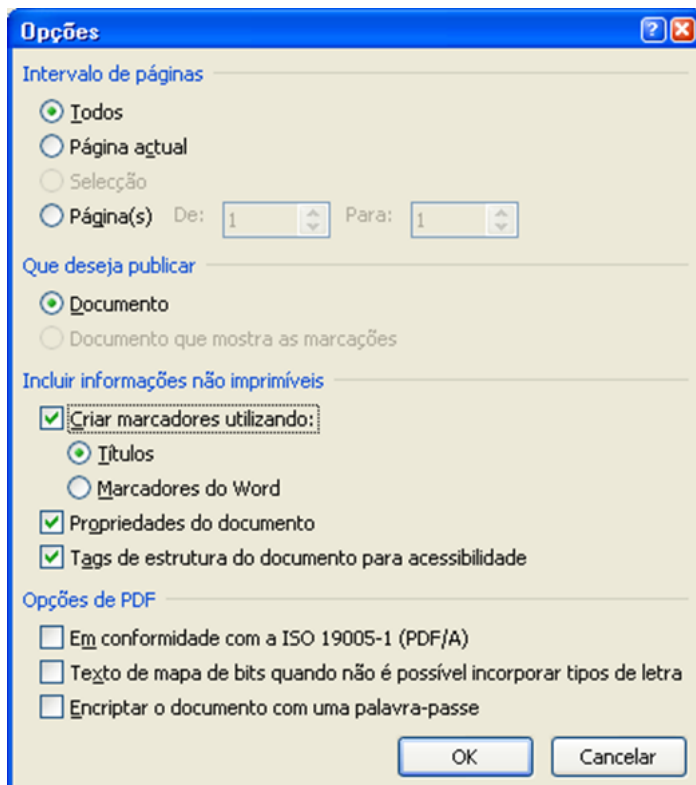 Opções
Intervalo de páginas
Todos
Página actual
Selecção
Página(s) De: 1 Para: 1
Que deseja publicar
Documento
Documento que mostra as marcações
Incluir informações não imprimíveis
Criar marcadores utilizando:
Títulos
Marcadores do Word
Propriedades do documento
Tags de estrutura do documento para acessibilidade
Opções de PDF
Em conformidade com a ISO 19005-1 (PDF/A)
Texto de mapa de bits quando não é possível incorporar tipos de letra
Encriptar o documento com uma palavra-passe
OK Cancelar